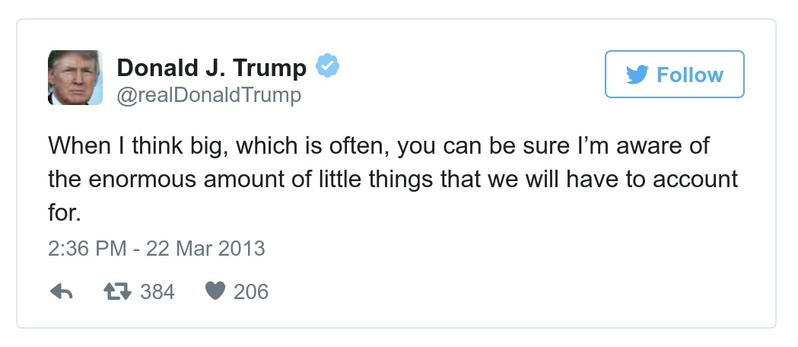 Donald J. Trump
@realDonaldTrump
Follow
When I think big, which is often, you can be sure I’m aware of
the enormous amount of little things that we will have to account
for.
2:36 PM - 22 Mar 2013
384 206